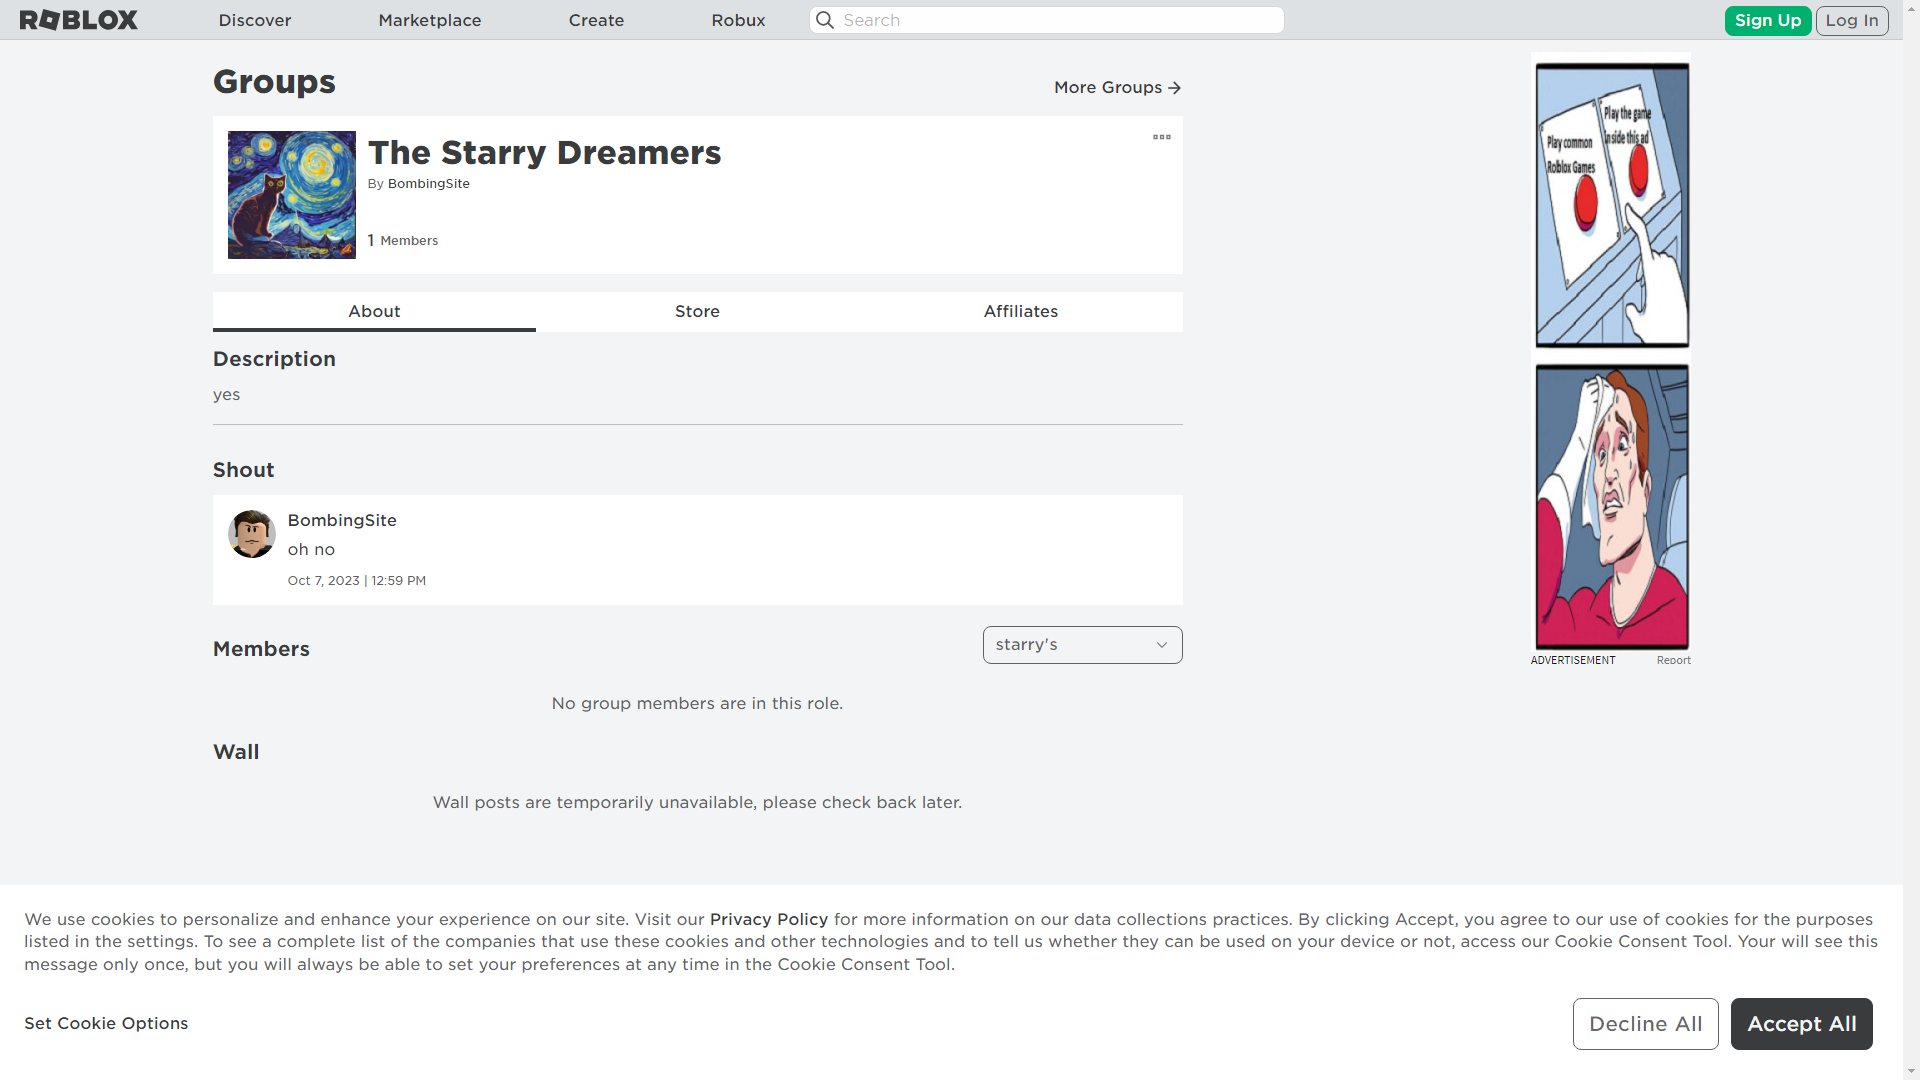 ROBLOX
Discover
Marketplace
Create
Robux
Search
Sign Up
Log In
Groups
More Groups
The Starry Dreamers
By BombingSite
1 Members
About
Store
Affiliates
Description
yes
Shout
BombingSite
oh no
Oct 7, 2023 | 12:59 PM
Members
starry's
No group members are in this role.
Wall
Wall posts are temporarily unavailable, please check back later.
Play common
Roblox Games
Play the game
inside this ad
ADVERTISEMENT
Report
We use cookies to personalize and enhance your experience on our site. Visit our Privacy Policy for more information on our data collections practices. By clicking Accept, you agree to our use of cookies for the purposes
listed in the settings. To see a complete list of the companies that use these cookies and other technologies and to tell us whether they can be used on your device or not, access our Cookie Consent Tool. Your will see this
message only once, but you will always be able to set your preferences at any time in the Cookie Consent Tool.
Set Cookie Options
Decline All
Accept All